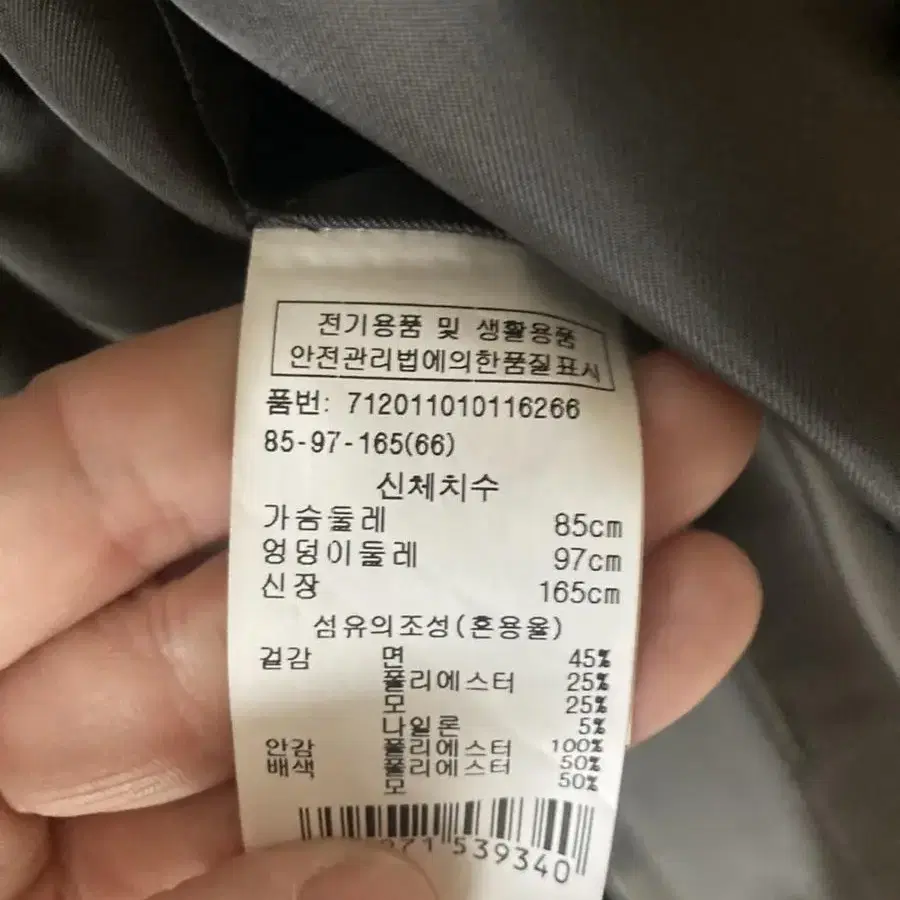 전기용품 및 생활용품
안전관리법에의한품질표시
품번: 712011010116266
85-97-165(66)
신체치수
가슴둘레 85cm
엉덩이둘레 97cm
신장 165cm
섬유의조성(혼용율)
겉감 면 45%
폴리에스터 25%
모 25%
나일론 5%
안감 폴리에스터 100%
배색 폴리에스터 50%
모 50%
271 539340